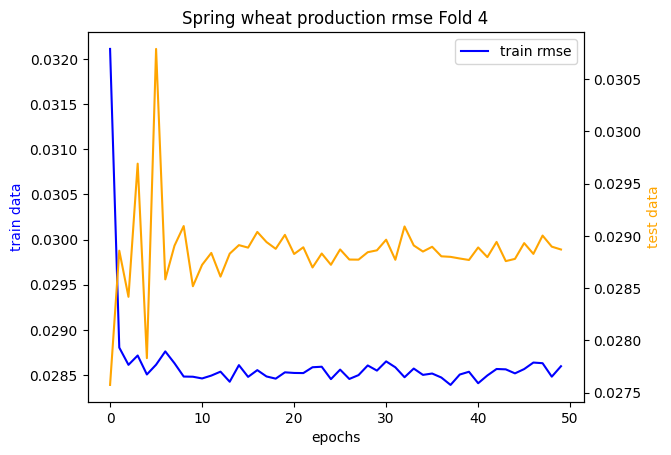 Spring wheat production rmse Fold 4
train rmse
0.0320
0.0315
0.0310
0.0305
0.0300
0.0295
0.0290
0.0285
train data
0.0305
0.0300
0.0295
0.0290
0.0285
0.0280
0.0275
test data
0 10 20 30 40 50
epochs